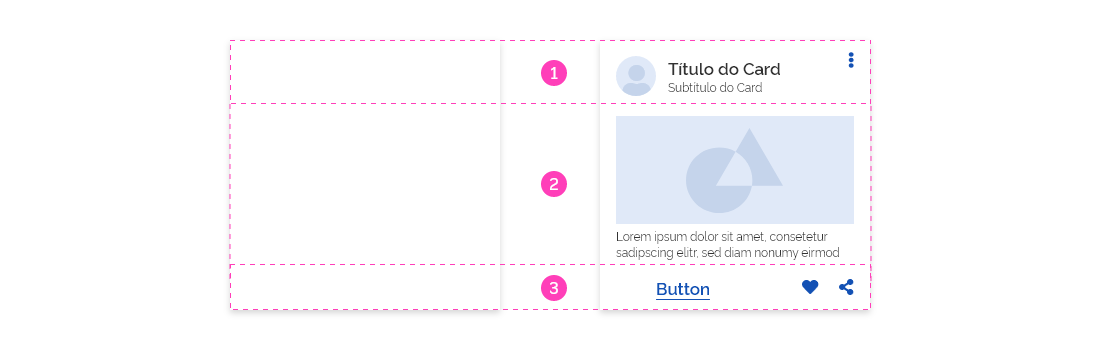 1
Título do Card
Subtítulo do Card
2
Lorem ipsum dolor sit amet, consetetur
sadipscing elitr, sed diam nonumy eirmod
3
Button